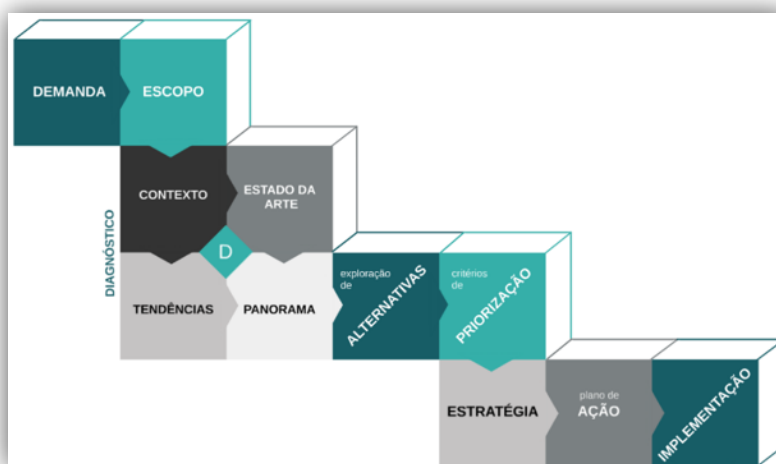 DEMANDA
ESCOPO
CONTEXTO
ESTADO DA
ARTE
DIAGNÓSTICO
D
TENDÊNCIAS
PANORAMA
exploração
de
ALTERNATIVAS
critérios
de
PRIORIZAÇÃO
ESTRATÉGIA
plano de
AÇÃO
IMPLEMENTAÇÃO